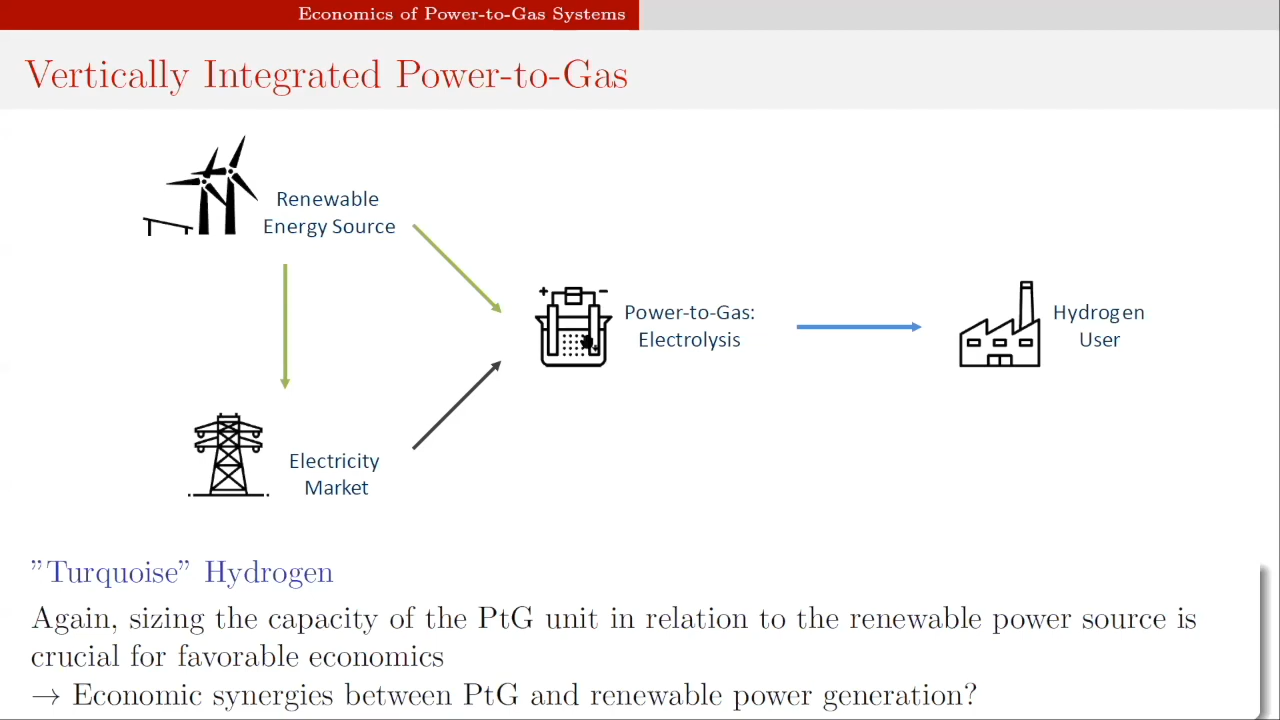 Economics of Power-to-Gas Systems
Vertically Integrated Power-to-Gas
Renewable
Energy Source
Power-to-Gas:
Electrolysis
Hydrogen
User
Electricity
Market
"Turquoise" Hydrogen
Again, sizing the capacity of the PtG unit in relation to the renewable power source is
crucial for favorable economics
→ Economic synergies between PtG and renewable power generation?